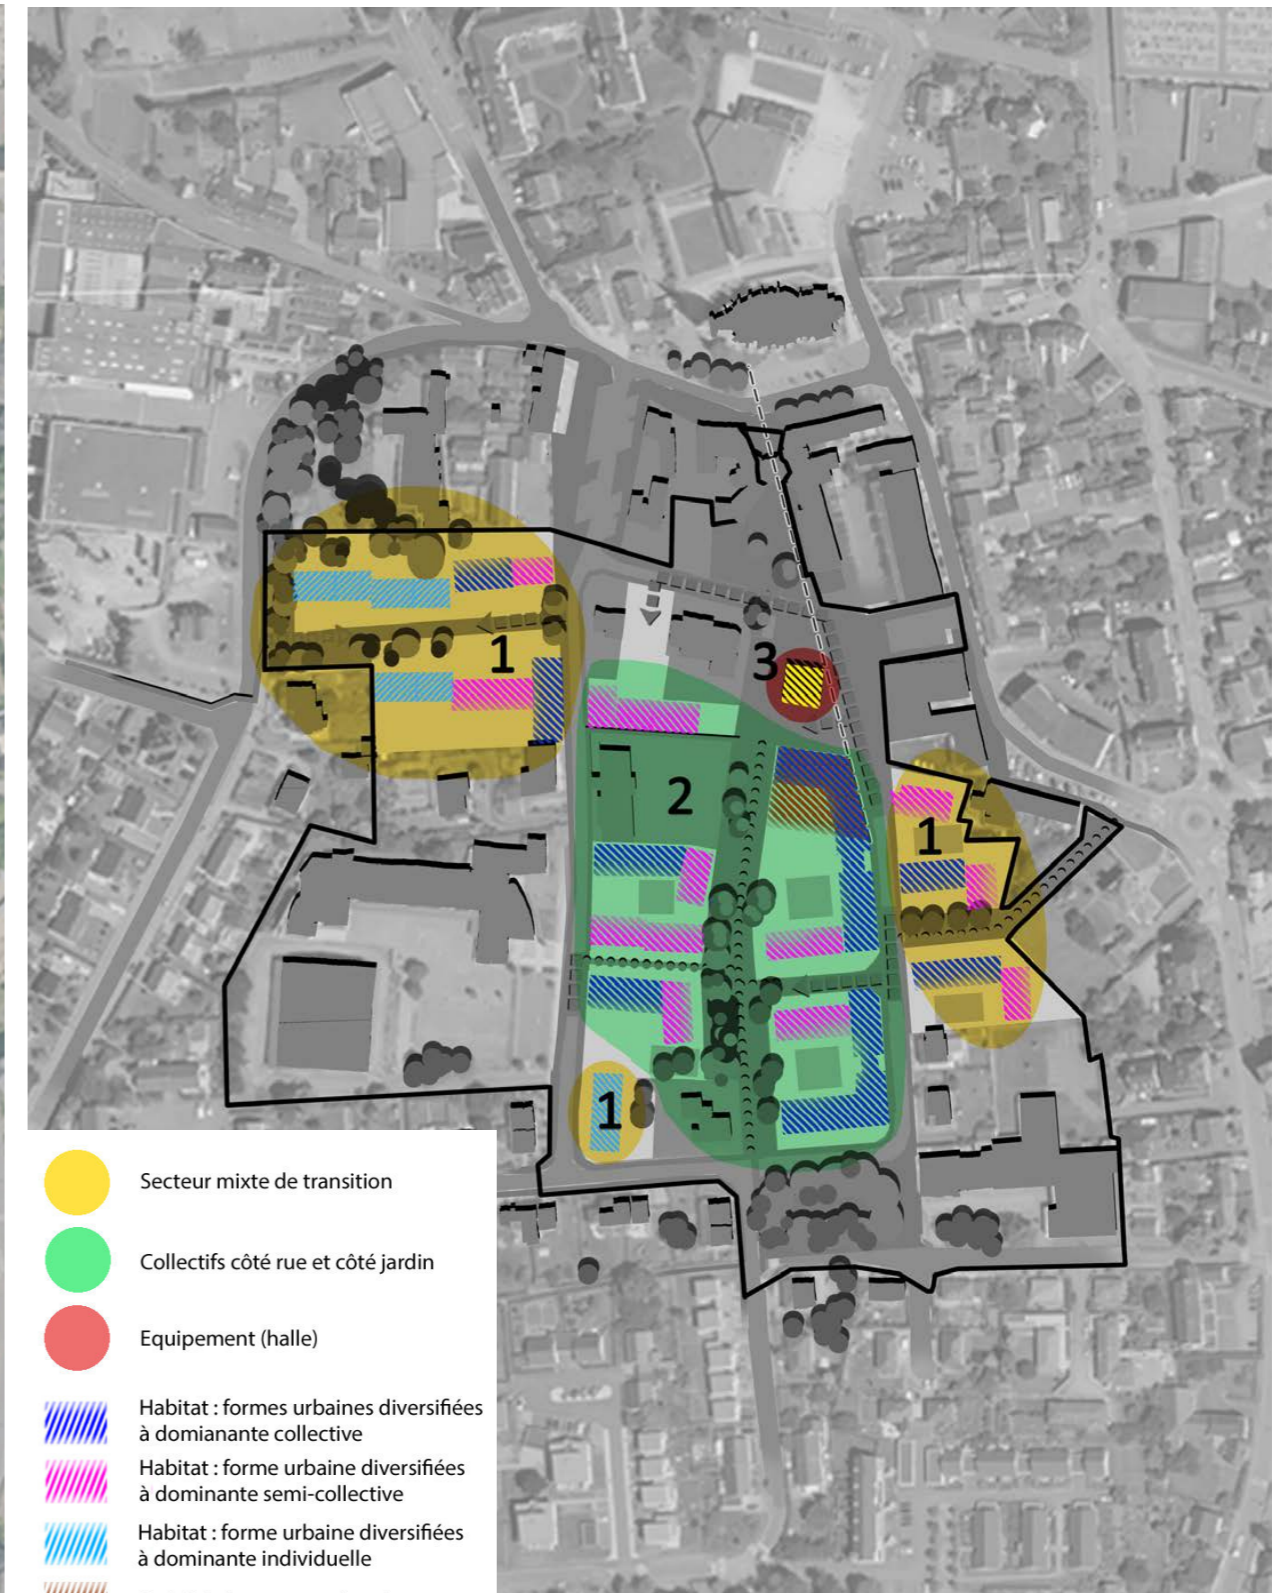 1
3
2
1
1
Secteur mixte de transition
Collectifs côté rue et côté jardin
Equipement (halle)
Habitat : formes urbaines diversifiées
à domianante collective
Habitat : forme urbaine diversifiées
à dominante semi-collective
Habitat : forme urbaine diversifiées
à dominante individuelle